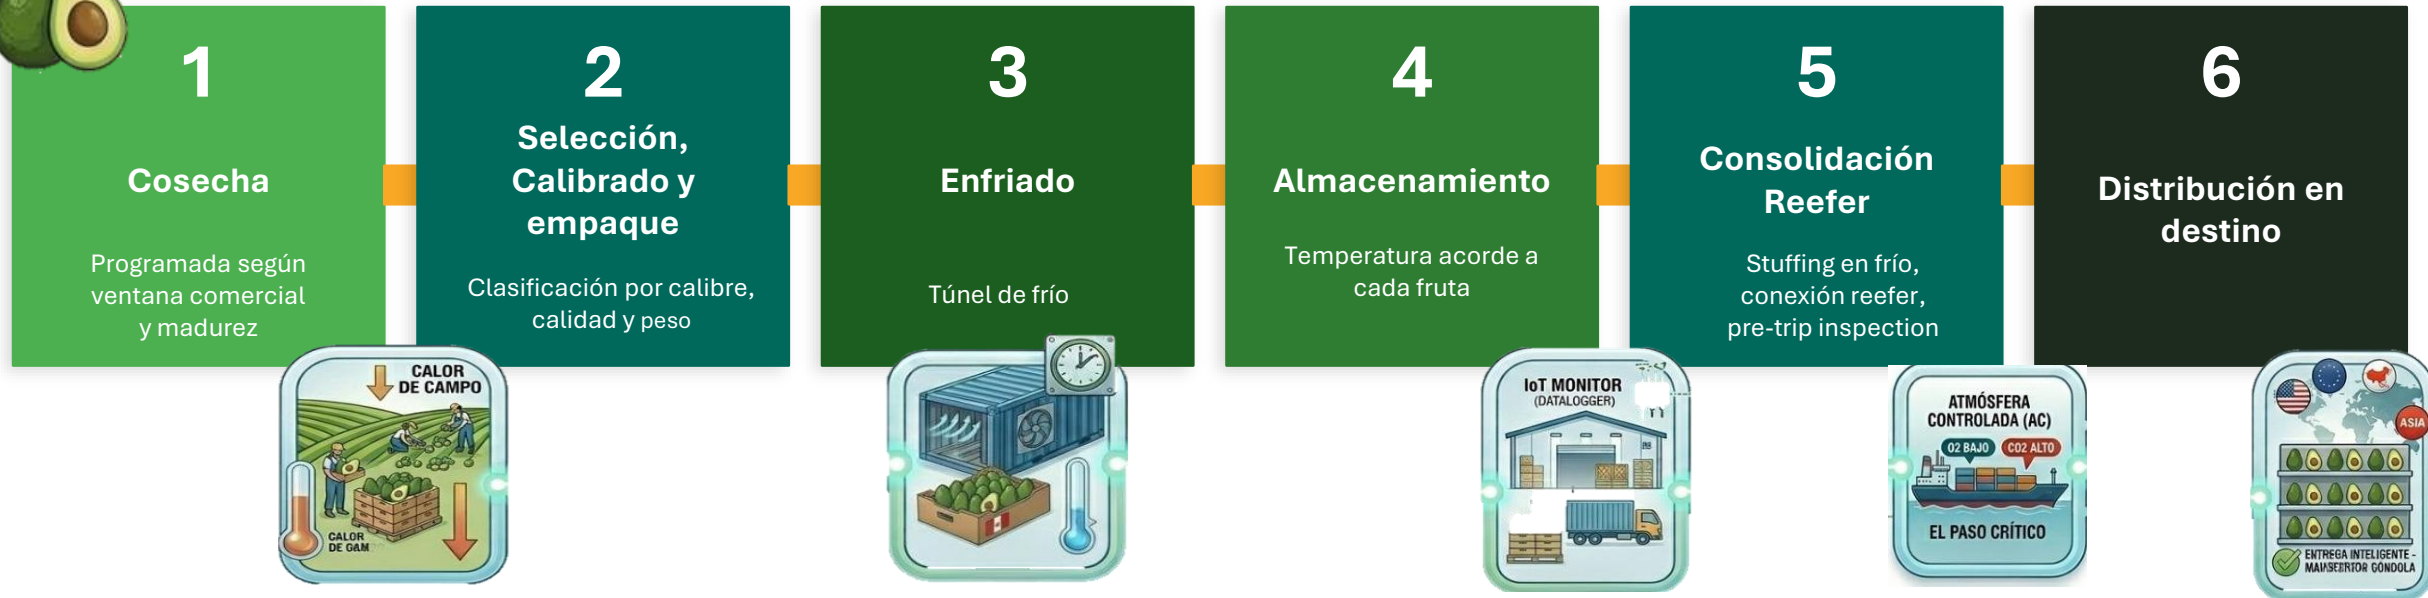 1
Cosecha
Programada según
ventana comercial
y madurez
2
Selección,
Calibrado y
empaque
Clasificación por calibre,
calidad y peso
3
Enfriado
Túnel de frío
4
Almacenamiento
Temperatura acorde a
cada fruta
5
Consolidación
Reefer
Stuffing en frío,
conexión reefer,
pre-trip inspection
6
Distribución en
destino
CALOR
DE CAMPO
CALOR
DE GAM
IoT MONITOR
(DATALOGGER)
ATMÓSFERA
CONTROLADA (AC)
O2 BAJO
CO2 ALTO
EL PASO CRÍTICO
ASIA
ENTREGA INTELIGENTE -
GÓNDOLA